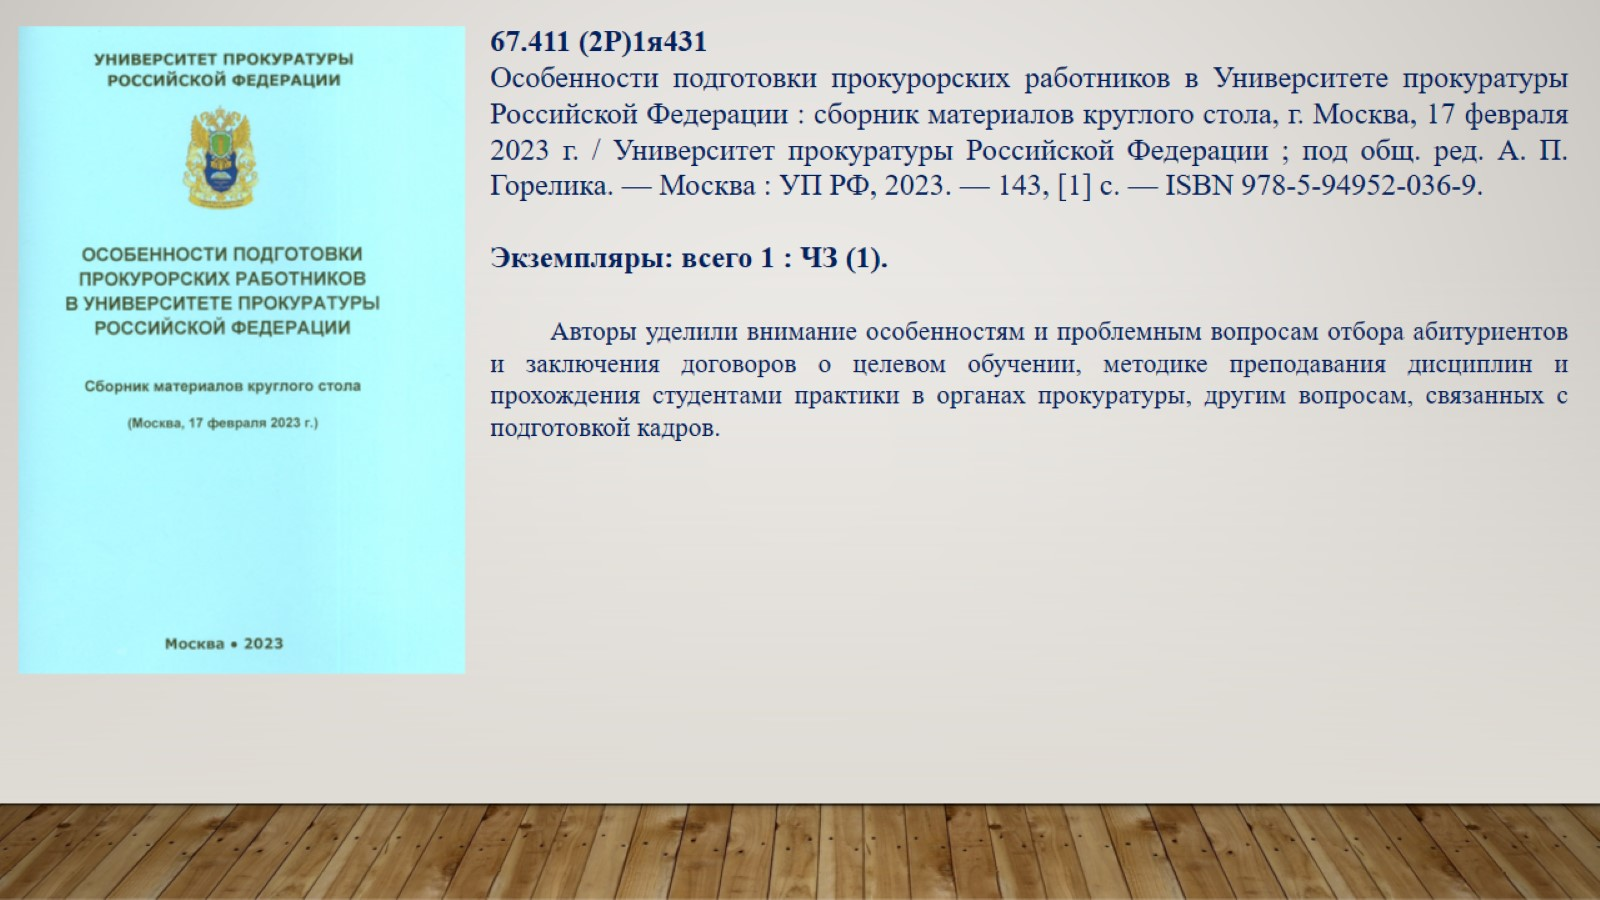 УНИВЕРСИТЕТ ПРОКУРАТУРЫ
РОССИЙСКОЙ ФЕДЕРАЦИИ
ОСОБЕННОСТИ ПОДГОТОВКИ
ПРОКУРОРСКИХ РАБОТНИКОВ
В УНИВЕРСИТЕТЕ ПРОКУРАТУРЫ
РОССИЙСКОЙ ФЕДЕРАЦИИ
Сборник материалов круглого стола
(Москва, 17 февраля 2023 г.)
Москва • 2023
67.411 (2Р)1я431
Особенности подготовки прокурорских работников в Университете прокуратуры
Российской Федерации : сборник материалов круглого стола, г. Москва, 17 февраля
2023 г. / Университет прокуратуры Российской Федерации ; под общ. ред. А. П.
Горелика. — Москва : УП РФ, 2023. — 143, [1] с. — ISBN 978-5-94952-036-9.
Экземпляры: всего 1 : ЧЗ (1).
Авторы уделили внимание особенностям и проблемным вопросам отбора абитуриентов
и заключения договоров о целевом обучении, методике преподавания дисциплин и
прохождения студентами практики в органах прокуратуры, другим вопросам, связанных с
подготовкой кадров.